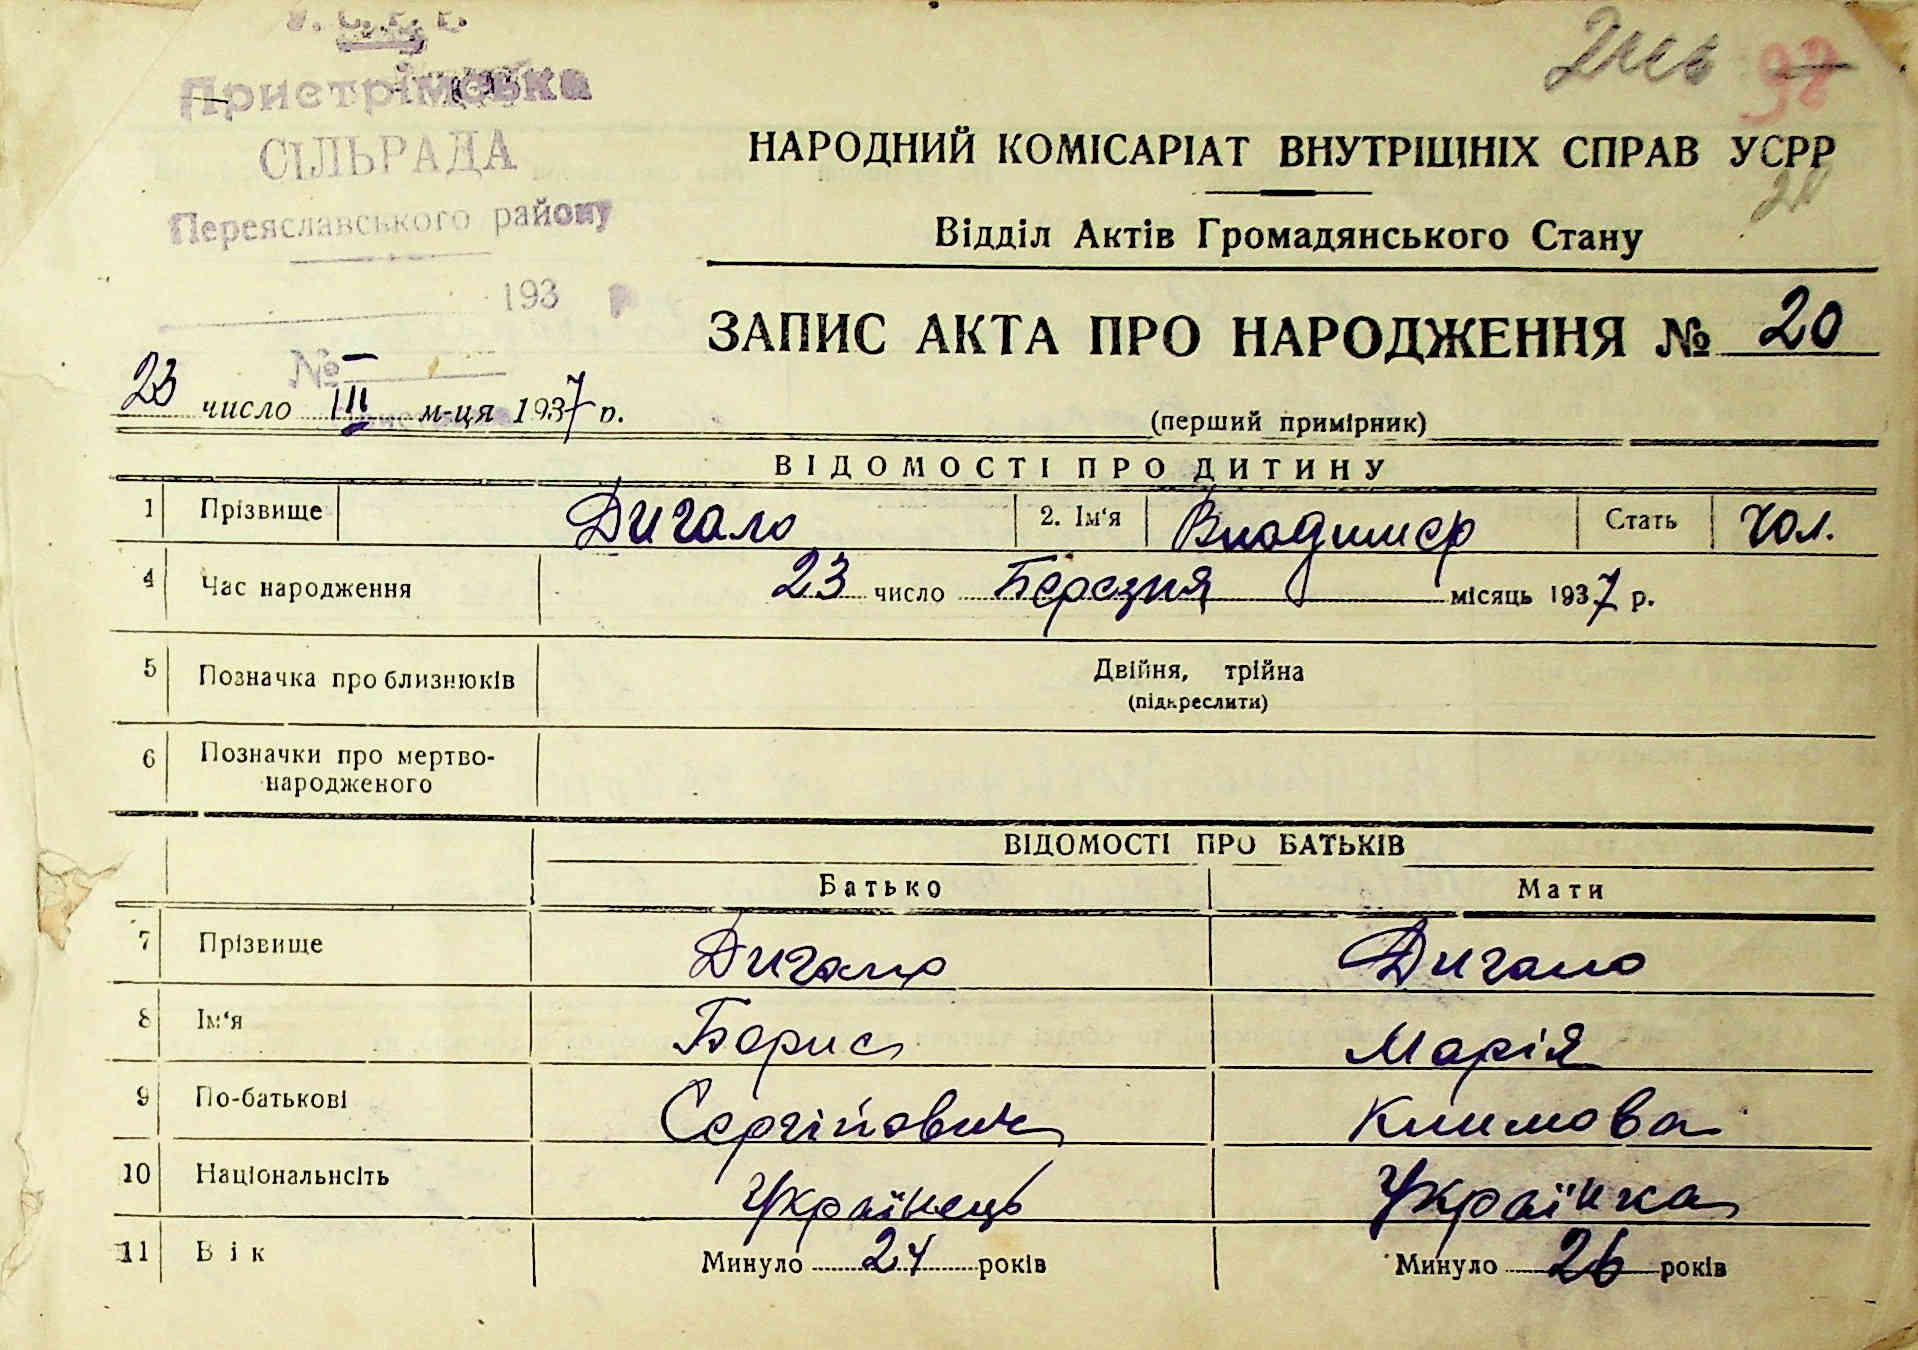 Пристрімська
СІЛЬРАДА
Переяславського району
193 р
№ -
98
НАРОДНИЙ КОМІСАРІАТ ВНУТРІШНІХ СПРАВ УСРР
20
Відділ Актів Громадянського Стану
ЗАПИС АКТА ПРО НАРОДЖЕННЯ № 20
23 число III м-ця 1937 р.
(перший примірник)
ВІДОМОСТІ ПРО ДИТИНУ
1 Прізвище Дигало 2. Ім'я Владимер Стать чол.
4 Час народження 23 число Березня місяць 1937 р.
5 Позначка про близнюків Двійня, трійна
(підкреслити)
6 Позначки про мертво-
народженого
ВІДОМОСТІ ПРО БАТЬКІВ
Батько Мати
7 Прізвище Дигало Дигало
8 Ім'я Борис Марія
9 По-батькові Сергійович Климова
10 Національнсіть Українець Українка
11 Вік Минуло 24 років Минуло 26 років